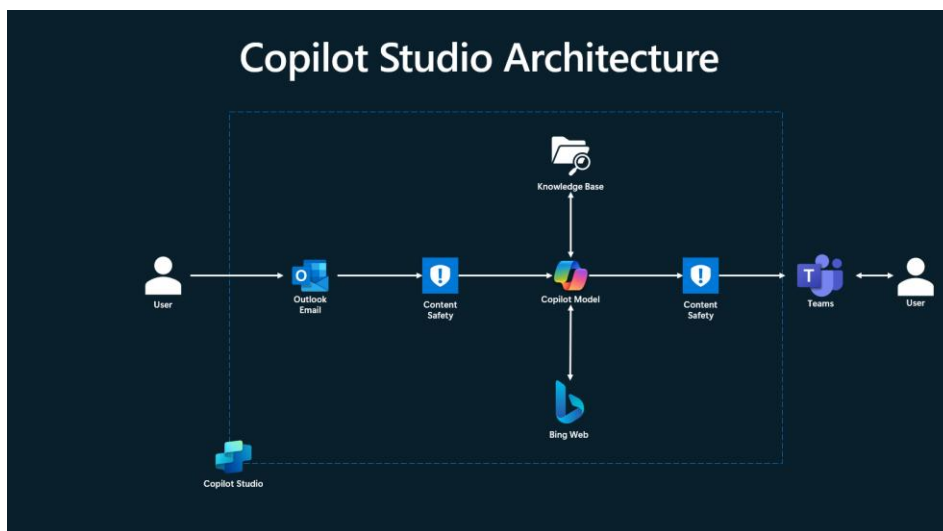 Copilot Studio Architecture
Knowledge Base
User
Outlook
Email
Content
Safety
Copilot Model
Content
Safety
Teams
User
Bing Web
Copilot Studio